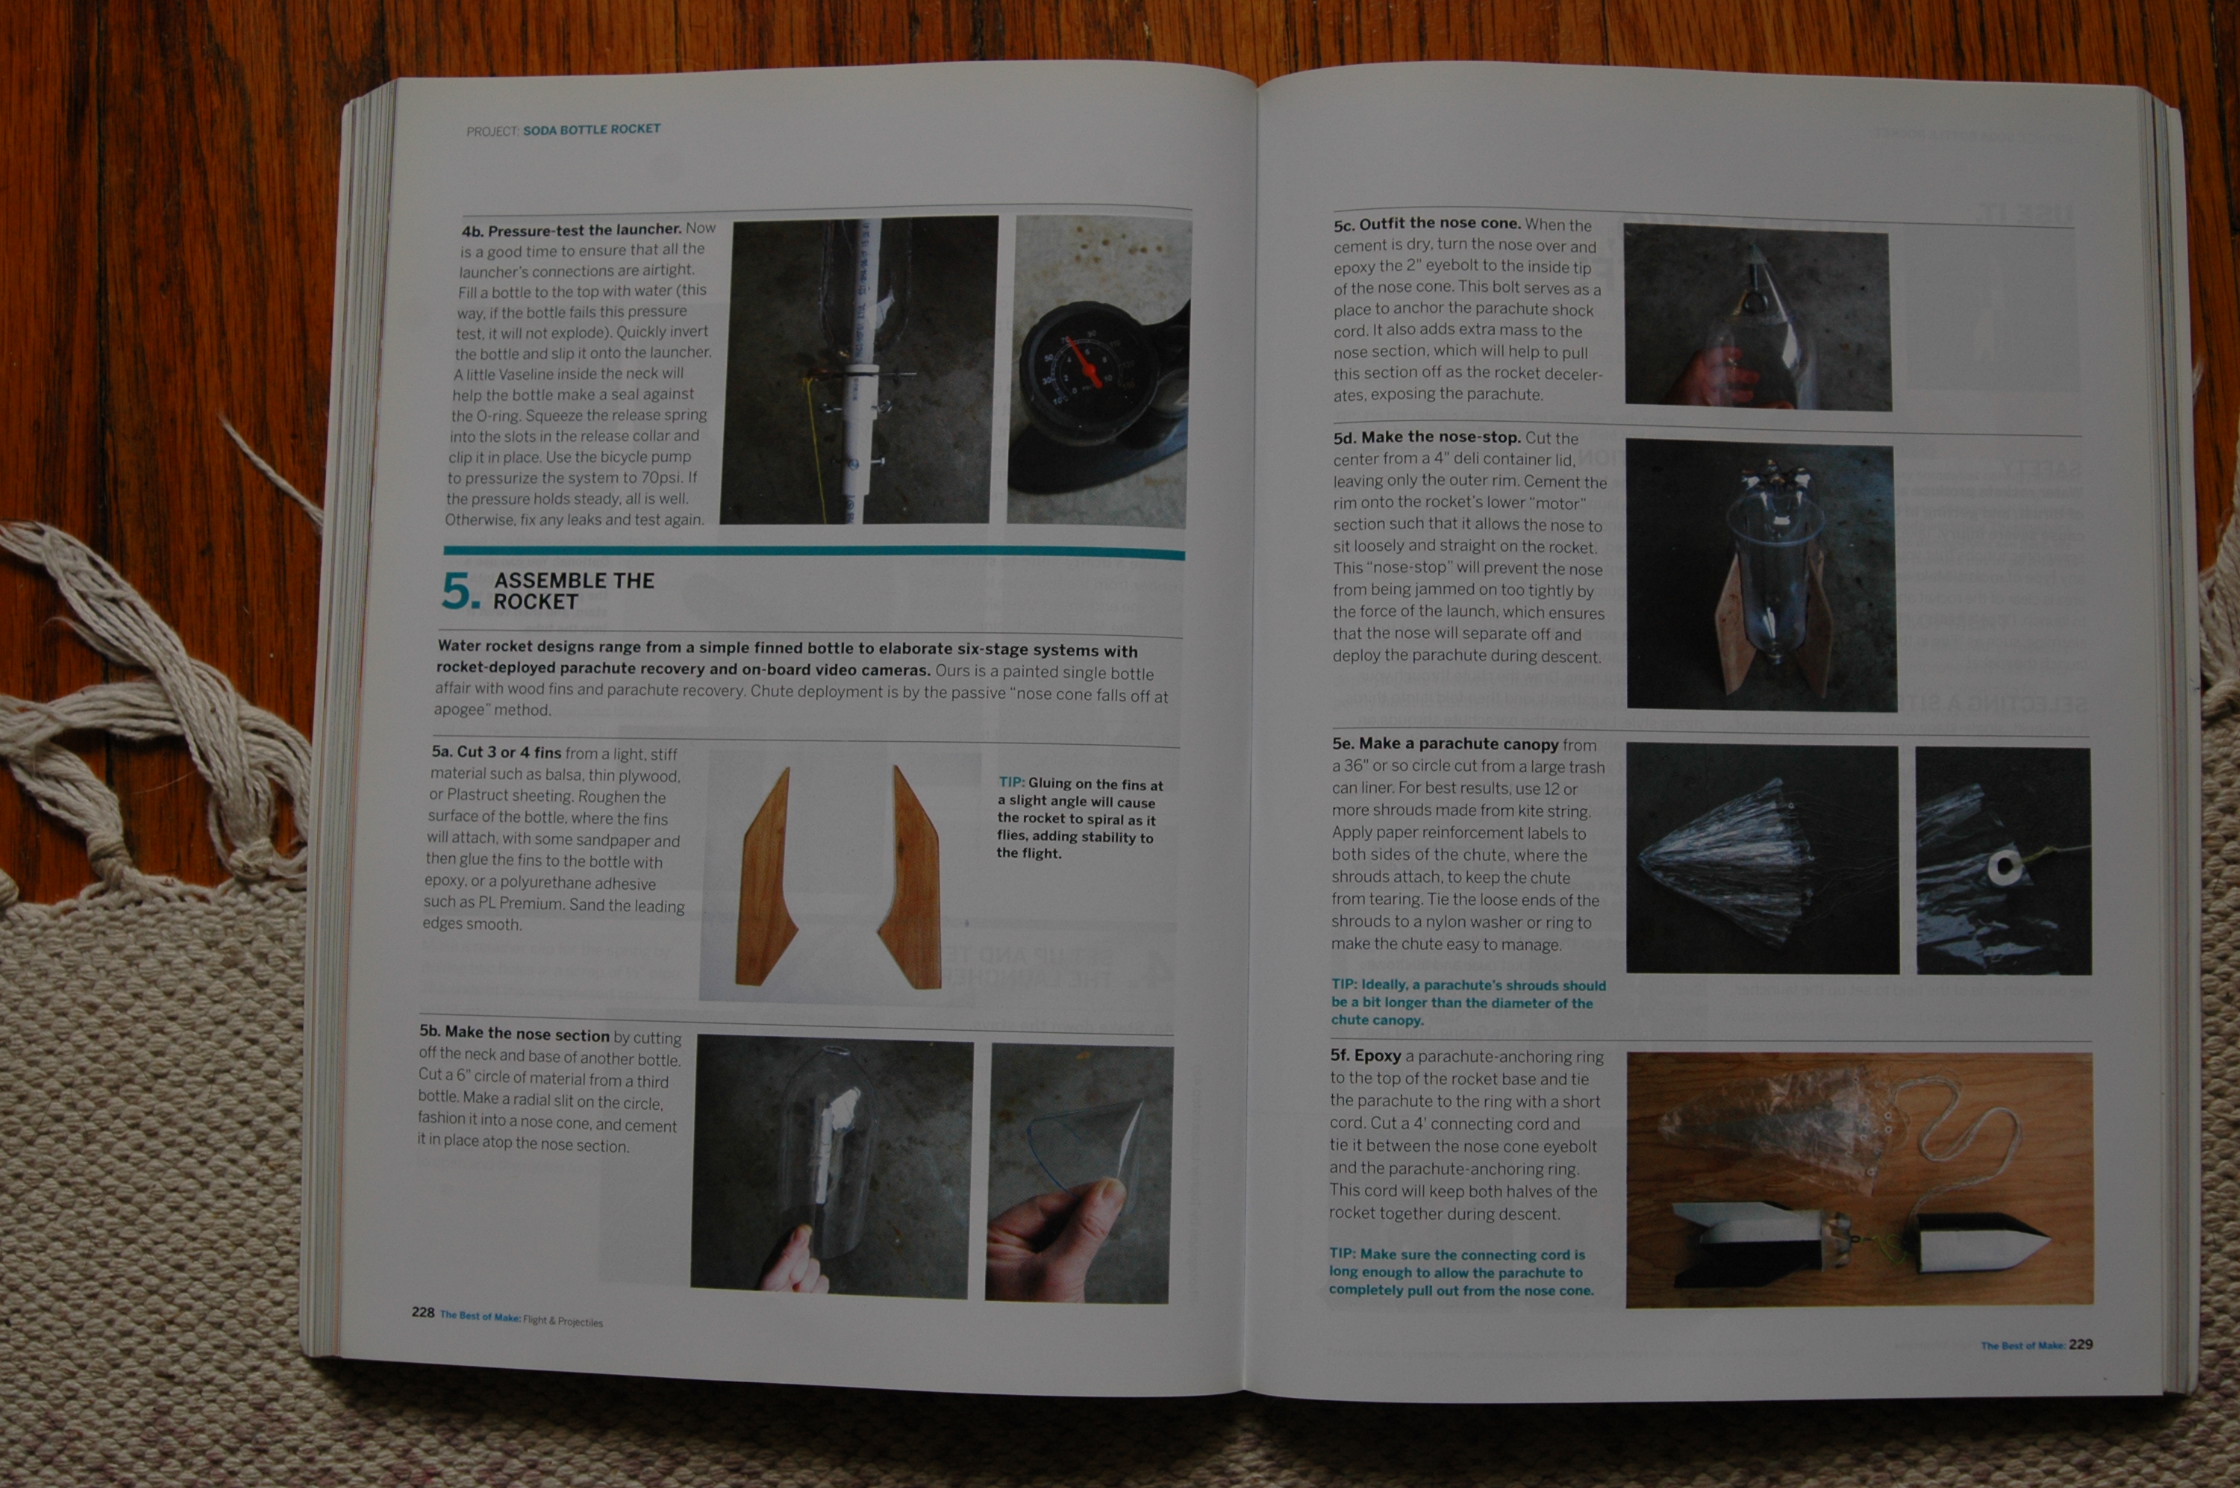 PROJECT: SODA BOTTLE ROCKET
4b. Pressure-test the launcher. Now
is a good time to ensure that all the
launcher's connections are airtight.
Fill a bottle to the top with water (this
way, if the bottle fails this pressure
test, it will not explode). Quickly invert
the bottle and slip it onto the launcher.
A little Vaseline inside the neck will
help the bottle make a seal against
the O-ring. Squeeze the release spring
into the slots in the release collar and
clip it in place. Use the bicycle pump
to pressurize the system to 70psi. If
the pressure holds steady, all is well.
Otherwise, fix any leaks and test again.
5. ASSEMBLE THE
ROCKET
Water rocket designs range from a simple finned bottle to elaborate six-stage systems with
rocket-deployed parachute recovery and on-board video cameras. Ours is a painted single bottle
affair with wood fins and parachute recovery. Chute deployment is by the passive "nose cone falls off at
apogee" method.
5a. Cut 3 or 4 fins from a light, stiff
material such as balsa, thin plywood,
or Plastruct sheeting. Roughen the
surface of the bottle, where the fins
will attach, with some sandpaper and
then glue the fins to the bottle with
epoxy, or a polyurethane adhesive
such as PL Premium. Sand the leading
edges smooth.
TIP: Gluing on the fins at
a slight angle will cause
the rocket to spiral as it
flies, adding stability to
the flight.
5b. Make the nose section by cutting
off the neck and base of another bottle.
Cut a 6" circle of material from a third
bottle. Make a radial slit on the circle,
fashion it into a nose cone, and cement
it in place atop the nose section.
228 The Best of Make: Flight & Projectiles
5c. Outfit the nose cone. When the
cement is dry, turn the nose over and
epoxy the 2" eyebolt to the inside tip
of the nose cone. This bolt serves as a
place to anchor the parachute shock
cord. It also adds extra mass to the
nose section, which will help to pull
this section off as the rocket deceler-
ates, exposing the parachute.
5d. Make the nose-stop. Cut the
center from a 4" deli container lid,
leaving only the outer rim. Cement the
rim onto the rocket's lower "motor"
section such that it allows the nose to
sit loosely and straight on the rocket.
This "nose-stop" will prevent the nose
from being jammed on too tightly by
the force of the launch, which ensures
that the nose will separate off and
deploy the parachute during descent.
5e. Make a parachute canopy from
a 36" or so circle cut from a large trash
can liner. For best results, use 12 or
more shrouds made from kite string.
Apply paper reinforcement labels to
both sides of the chute, where the
shrouds attach, to keep the chute
from tearing. Tie the loose ends of the
shrouds to a nylon washer or ring to
make the chute easy to manage.
TIP: Ideally, a parachute's shrouds should
be a bit longer than the diameter of the
chute canopy.
5f. Epoxy a parachute-anchoring ring
to the top of the rocket base and tie
the parachute to the ring with a short
cord. Cut a 4' connecting cord and
tie it between the nose cone eyebolt
and the parachute-anchoring ring.
This cord will keep both halves of the
rocket together during descent.
TIP: Make sure the connecting cord is
long enough to allow the parachute to
completely pull out from the nose cone.
The Best of Make: 229